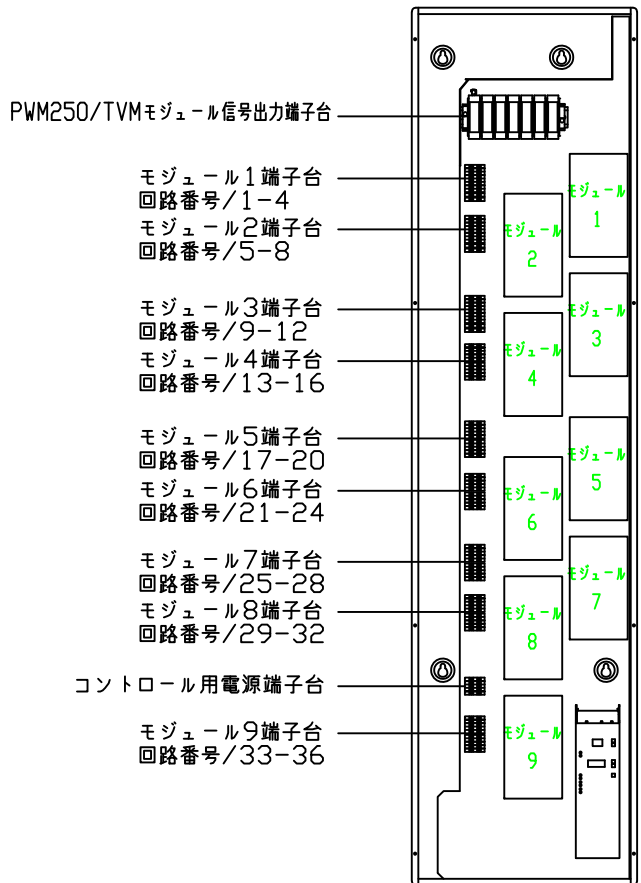 PWM250/TVMモジュール信号出力端子台
モジュール1端子台
回路番号/1-4
モジュール2端子台
回路番号/5-8
モジュール3端子台
回路番号/9-12
モジュール4端子台
回路番号/13-16
モジュール5端子台
回路番号/17-20
モジュール6端子台
回路番号/21-24
モジュール7端子台
回路番号/25-28
モジュール8端子台
回路番号/29-32
コントロール用電源端子台
モジュール9端子台
回路番号/33-36
モジュール
1
モジュール
2
モジュール
3
モジュール
4
モジュール
5
モジュール
6
モジュール
7
モジュール
8
モジュール
9